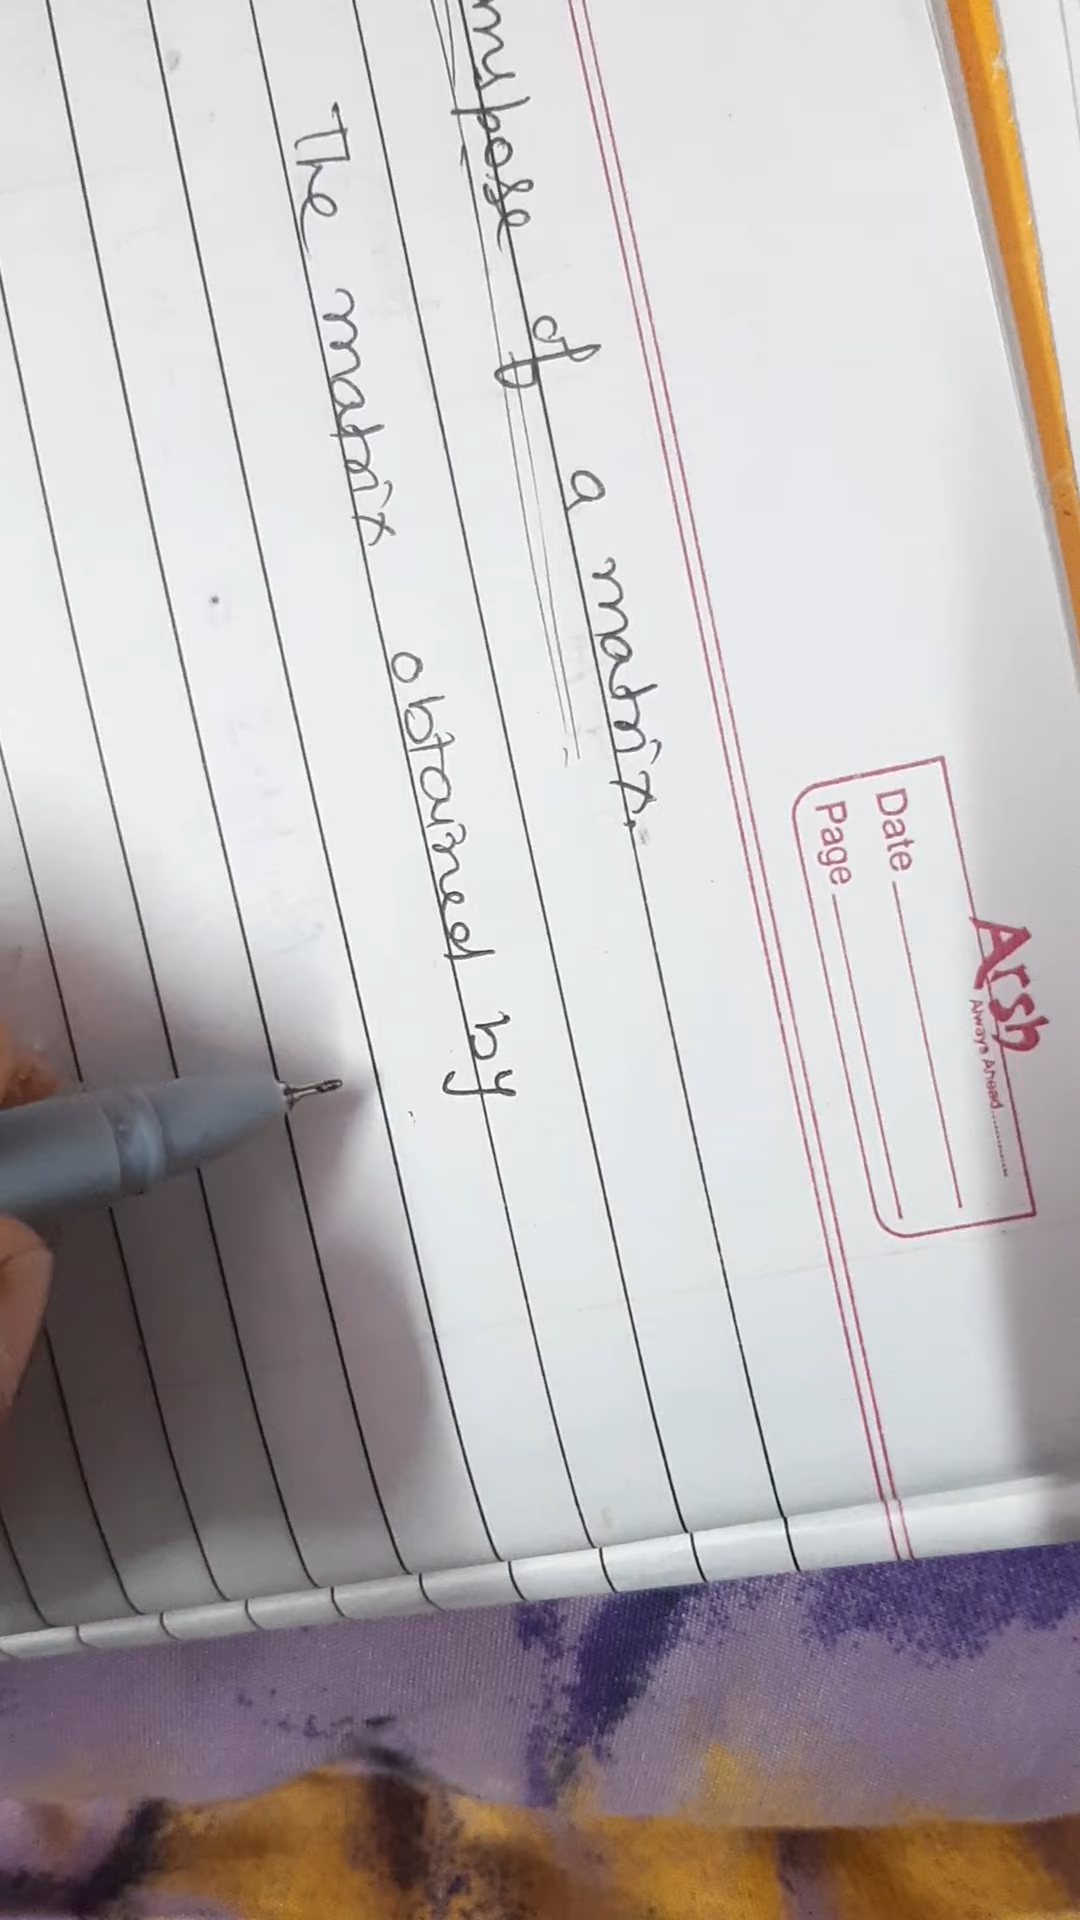 Arsh
Always Ahead.........
Date
Page
nspose of a matrix.
The matrix obtained by